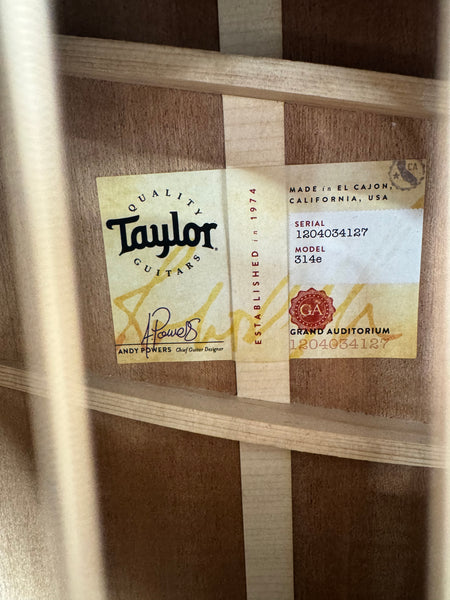 QUALITY
Taylor
GUITARS
A. Powers
ANDY POWERS Chief Guitar Designer
ESTABLISHED in 1974
CA
MADE in EL CAJON,
CALIFORNIA, USA
SERIAL
1204034127
MODEL
314e
GA
GRAND AUDITORIUM
1204034127